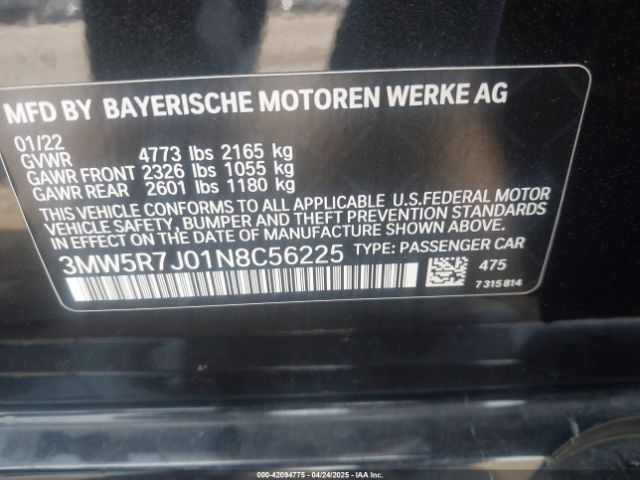 MFD BY BAYERISCHE MOTOREN WERKE AG
01/22
GVWR 4773 lbs 2165 kg
GAWR FRONT 2326 lbs 1055 kg
GAWR REAR 2601 lbs 1180 kg
THIS VEHICLE CONFORMS TO ALL APPLICABLE U.S.FEDERAL MOTOR
VEHICLE SAFETY, BUMPER AND THEFT PREVENTION STANDARDS
IN EFFECT ON THE DATE OF MANUFACTURE SHOWN ABOVE.
3MW5R7J01N8C56225 TYPE: PASSENGER CAR
475
7 315 814
000-42094775 - 04/24/2025 - IAA Inc.